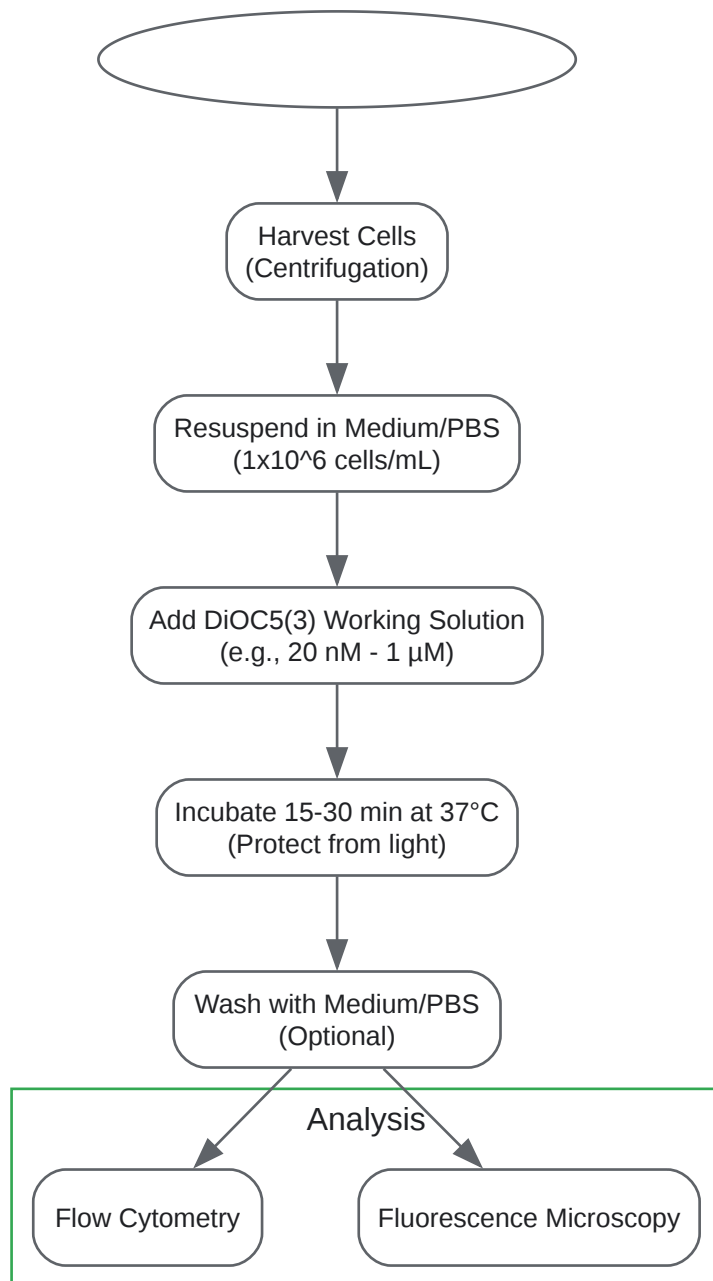 Harvest Cells
(Centrifugation)
Resuspend in Medium/PBS
(1x10^6 cells/mL)
Add DiOC5(3) Working Solution
(e.g., 20 nM - 1 µM)
Incubate 15-30 min at 37°C
(Protect from light)
Wash with Medium/PBS
(Optional)
Analysis
Flow Cytometry
Fluorescence Microscopy